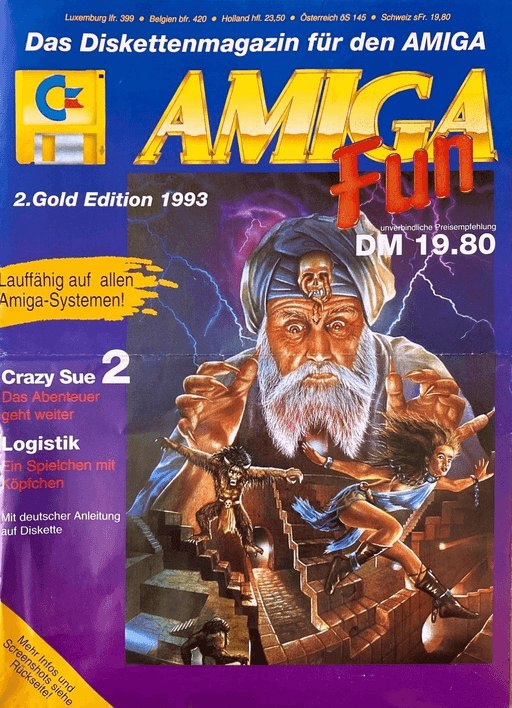 Luxemburg lfr. 399 • Belgien bfr. 420 • Holland hfl. 23,50 • Österreich öS 145 • Schweiz sFr. 19,80
Das Diskettenmagazin für den AMIGA
AMIGA
Fun
2.Gold Edition 1993
unverbindliche Preisempfehlung
DM 19.80
Lauffähig auf allen
Amiga-Systemen!
Crazy Sue 2
Das Abenteuer
geht weiter
Logistik
Ein Spielchen mit
Köpfchen
Mit deutscher Anleitung
auf Diskette
Mehr Infos und
Screenshots siehe
Rückseite!